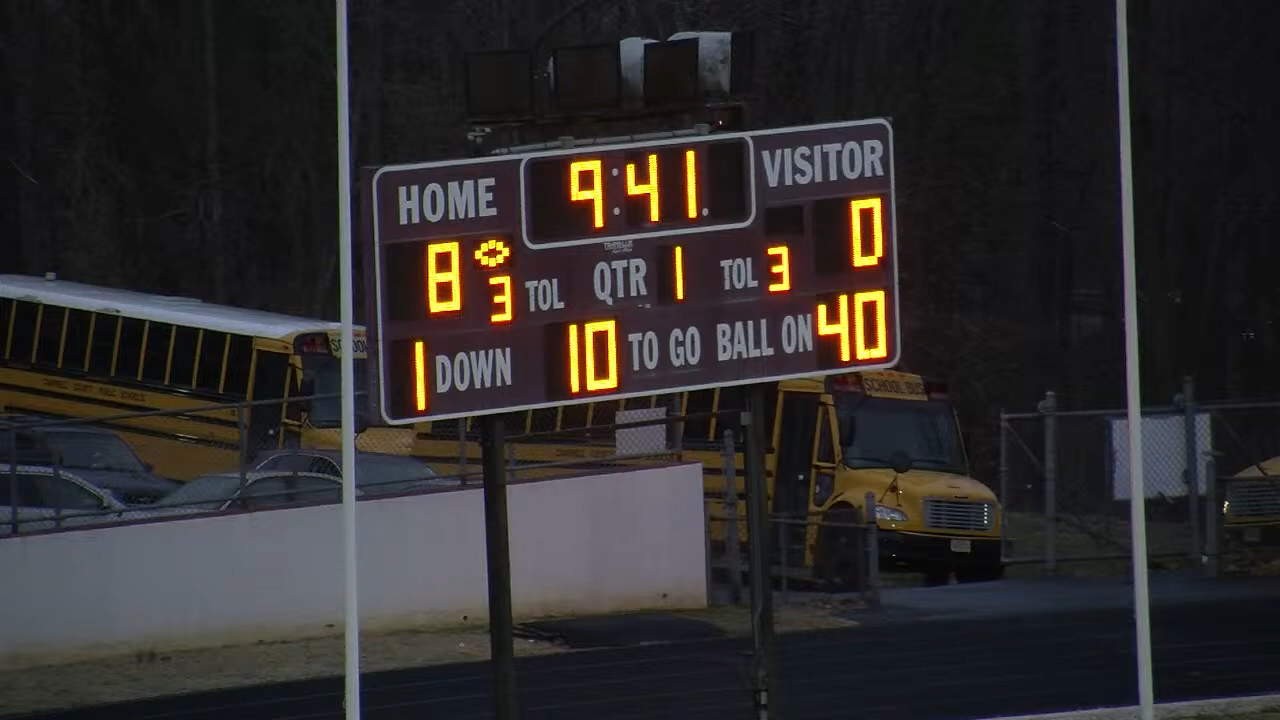 HOME 9:41 VISITOR
8 3 TOL QTR 1 TOL 3 0
1 DOWN 10 TO GO BALL ON 40
SCHOOL
SCHOOL BUS